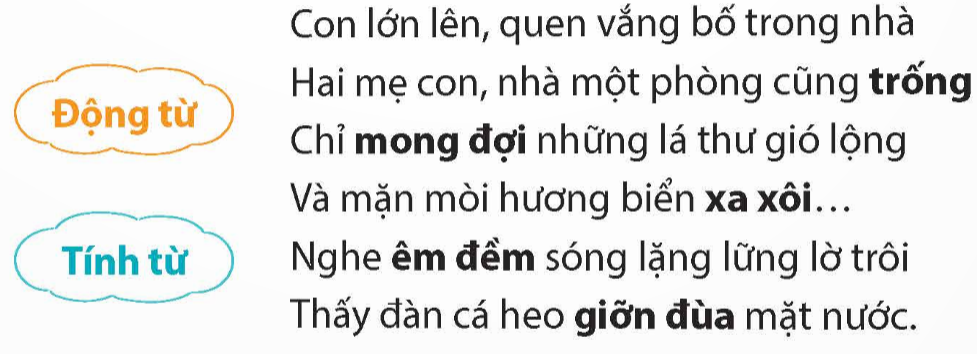 Động từ
Tính từ
Con lớn lên, quen vắng bố trong nhà
Hai mẹ con, nhà một phòng cũng trống
Chỉ mong đợi những lá thư gió lộng
Và mặn mòi hương biển xa xôi...
Nghe êm đềm sóng lặng lững lờ trôi
Thấy đàn cá heo giỡn đùa mặt nước.